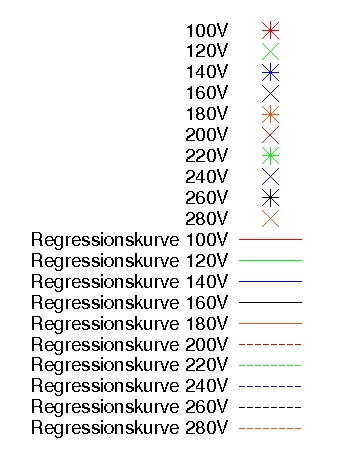 100V
120V
140V
160V
180V
200V
220V
240V
260V
280V
Regressionskurve 100V
Regressionskurve 120V
Regressionskurve 140V
Regressionskurve 160V
Regressionskurve 180V
Regressionskurve 200V
Regressionskurve 220V
Regressionskurve 240V
Regressionskurve 260V
Regressionskurve 280V